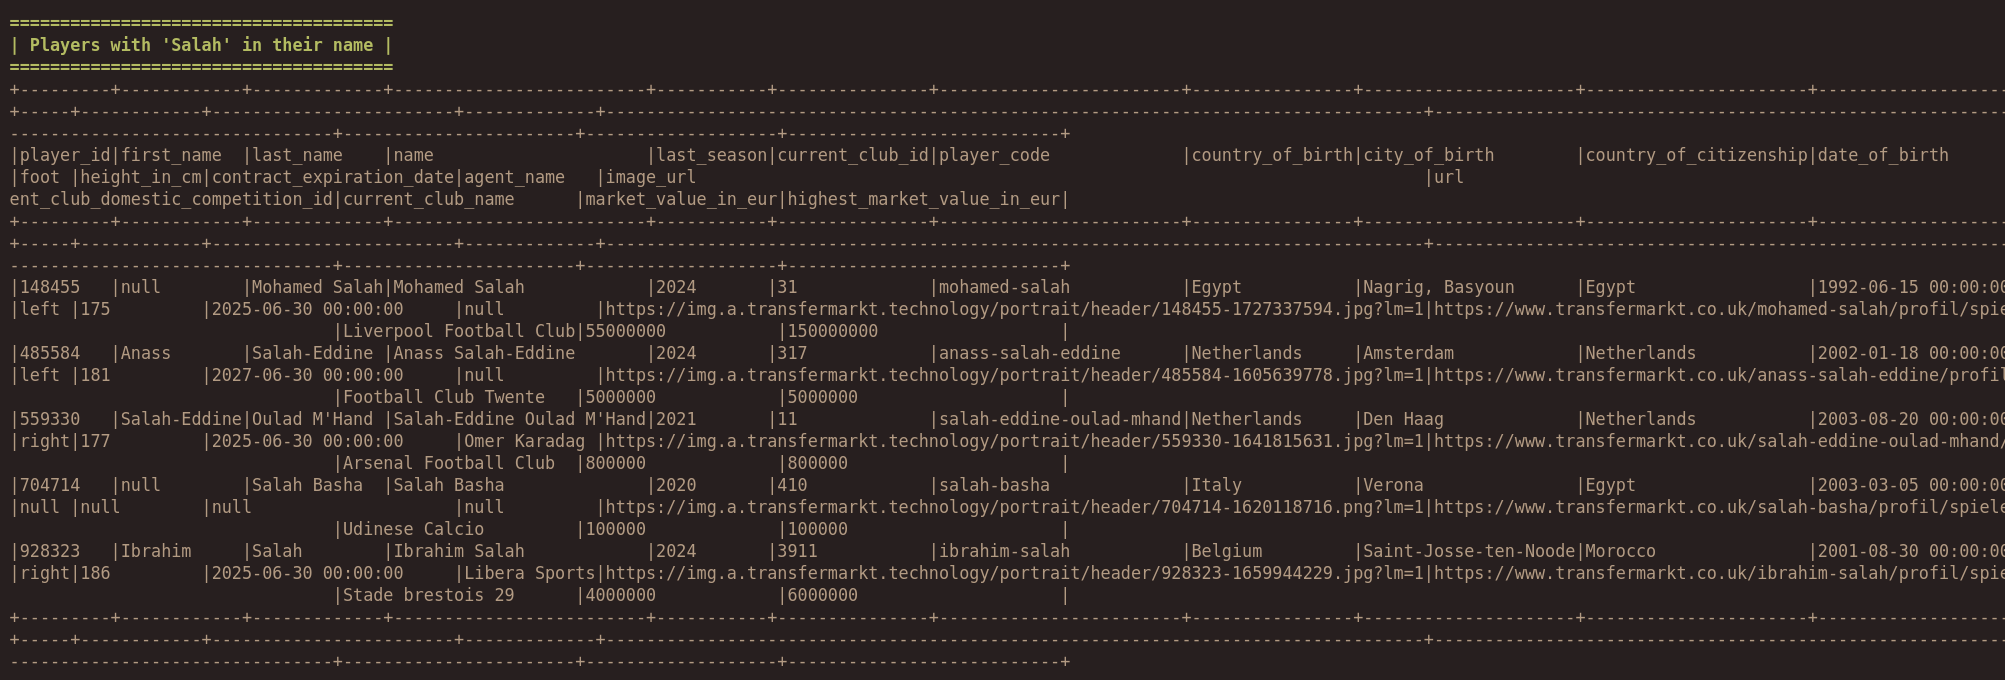 ======================================
| Players with 'Salah' in their name |
======================================
+---------+------------+-------------+-------------------------+-----------+---------------+------------------------+----------------+---------------------+----------------------+-------------------
+-----+------------+------------------------+-------------+---------------------------------------------------------------------------------+---------------------------------------------------------
--------------------------------+-----------------------+-------------------+---------------------------+
|player_id|first_name  |last_name    |name                     |last_season|current_club_id|player_code             |country_of_birth|city_of_birth        |country_of_citizenship|date_of_birth
|foot |height_in_cm|contract_expiration_date|agent_name   |image_url                                                                        |url
ent_club_domestic_competition_id|current_club_name      |market_value_in_eur|highest_market_value_in_eur|
+---------+------------+-------------+-------------------------+-----------+---------------+------------------------+----------------+---------------------+----------------------+-------------------
+-----+------------+------------------------+-------------+---------------------------------------------------------------------------------+---------------------------------------------------------
--------------------------------+-----------------------+-------------------+---------------------------+
|148455   |null        |Mohamed Salah|Mohamed Salah            |2024       |31             |mohamed-salah           |Egypt           |Nagrig, Basyoun      |Egypt                 |1992-06-15 00:00:00
|left |175         |2025-06-30 00:00:00     |null         |https://img.a.transfermarkt.technology/portrait/header/148455-1727337594.jpg?lm=1|https://www.transfermarkt.co.uk/mohamed-salah/profil/spie
                                |Liverpool Football Club|55000000           |150000000                  |
|485584   |Anass       |Salah-Eddine |Anass Salah-Eddine       |2024       |317            |anass-salah-eddine      |Netherlands     |Amsterdam            |Netherlands           |2002-01-18 00:00:00
|left |181         |2027-06-30 00:00:00     |null         |https://img.a.transfermarkt.technology/portrait/header/485584-1605639778.jpg?lm=1|https://www.transfermarkt.co.uk/anass-salah-eddine/profil
                                |Football Club Twente   |5000000            |5000000                    |
|559330   |Salah-Eddine|Oulad M'Hand |Salah-Eddine Oulad M'Hand|2021       |11             |salah-eddine-oulad-mhand|Netherlands     |Den Haag             |Netherlands           |2003-08-20 00:00:00
|right|177         |2025-06-30 00:00:00     |Omer Karadag |https://img.a.transfermarkt.technology/portrait/header/559330-1641815631.jpg?lm=1|https://www.transfermarkt.co.uk/salah-eddine-oulad-mhand/
                                |Arsenal Football Club  |800000             |800000                     |
|704714   |null        |Salah Basha  |Salah Basha              |2020       |410            |salah-basha             |Italy           |Verona               |Egypt                 |2003-03-05 00:00:00
|null |null        |null                    |null         |https://img.a.transfermarkt.technology/portrait/header/704714-1620118716.png?lm=1|https://www.transfermarkt.co.uk/salah-basha/profil/spiele
                                |Udinese Calcio         |100000             |100000                     |
|928323   |Ibrahim     |Salah        |Ibrahim Salah            |2024       |3911           |ibrahim-salah           |Belgium         |Saint-Josse-ten-Noode|Morocco               |2001-08-30 00:00:00
|right|186         |2025-06-30 00:00:00     |Libera Sports|https://img.a.transfermarkt.technology/portrait/header/928323-1659944229.jpg?lm=1|https://www.transfermarkt.co.uk/ibrahim-salah/profil/spie
                                |Stade brestois 29      |4000000            |6000000                    |
+---------+------------+-------------+-------------------------+-----------+---------------+------------------------+----------------+---------------------+----------------------+-------------------
+-----+------------+------------------------+-------------+---------------------------------------------------------------------------------+---------------------------------------------------------
--------------------------------+-----------------------+-------------------+---------------------------+